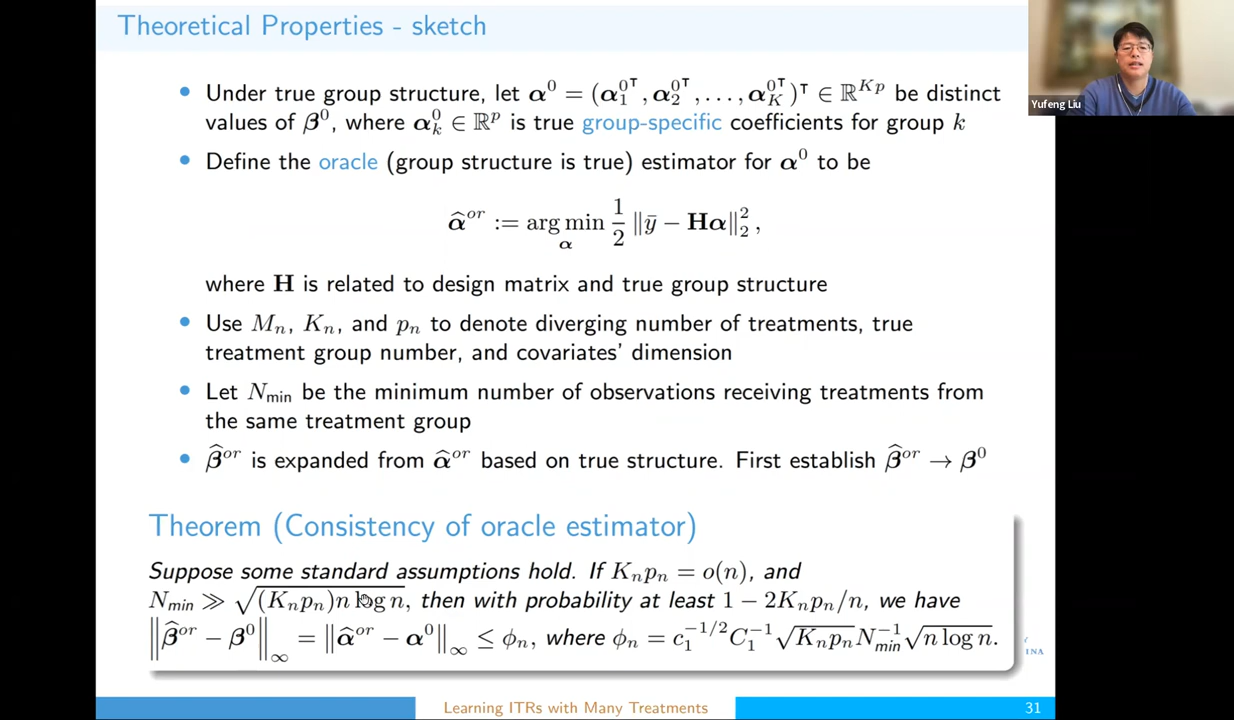 Theoretical Properties - sketch
Yufeng Liu
• Under true group structure, let α⁰ = (α₁⁰ᵀ, α₂⁰ᵀ, . . . , α_K⁰ᵀ)ᵀ ∈ ℝ^{Kp} be distinct
values of β⁰, where α_k⁰ ∈ ℝ^p is true group-specific coefficients for group k
• Define the oracle (group structure is true) estimator for α⁰ to be
α̂^{or} := arg min_α 1/2 ‖ȳ − Hα‖₂²,
where H is related to design matrix and true group structure
• Use M_n, K_n, and p_n to denote diverging number of treatments, true
treatment group number, and covariates' dimension
• Let N_min be the minimum number of observations receiving treatments from
the same treatment group
• β̂^{or} is expanded from α̂^{or} based on true structure. First establish β̂^{or} → β⁰
Theorem (Consistency of oracle estimator)
Suppose some standard assumptions hold. If K_n p_n = o(n), and
N_min ≫ √((K_n p_n)n log n), then with probability at least 1 − 2K_n p_n/n, we have
‖β̂^{or} − β⁰‖_∞ = ‖α̂^{or} − α⁰‖_∞ ≤ φ_n, where φ_n = c₁^{−1/2} C₁^{−1} √(K_n p_n) N_min^{−1} √(n log n).
INA
Learning ITRs with Many Treatments
31